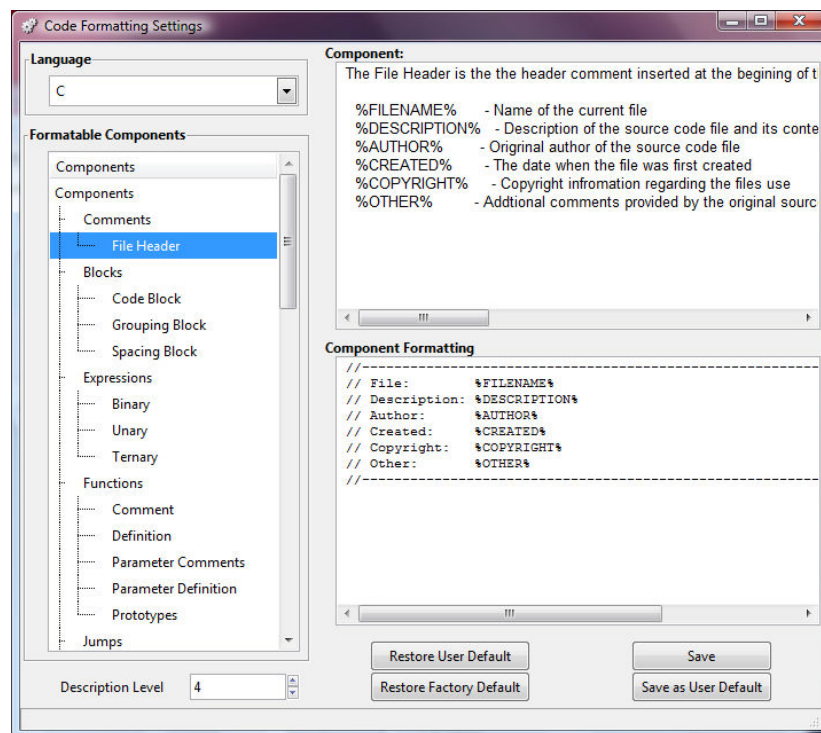 Code Formatting Settings
Language
C
Formatable Components
Components
Components
Comments
File Header
Blocks
Code Block
Grouping Block
Spacing Block
Expressions
Binary
Unary
Ternary
Functions
Comment
Definition
Parameter Comments
Parameter Definition
Prototypes
Jumps
Description Level 4
Component:
The File Header is the the header comment inserted at the begining of t
%FILENAME% - Name of the current file
%DESCRIPTION% - Description of the source code file and its conte
%AUTHOR% - Origrinal author of the source code file
%CREATED% - The date when the file was first created
%COPYRIGHT% - Copyright infromation regarding the files use
%OTHER% - Addtional comments provided by the original sourc
Component Formatting
//----------------------------------------------------------
// File: %FILENAME%
// Description: %DESCRIPTION%
// Author: %AUTHOR%
// Created: %CREATED%
// Copyright: %COPYRIGHT%
// Other: %OTHER%
//----------------------------------------------------------
Restore User Default
Save
Restore Factory Default
Save as User Default